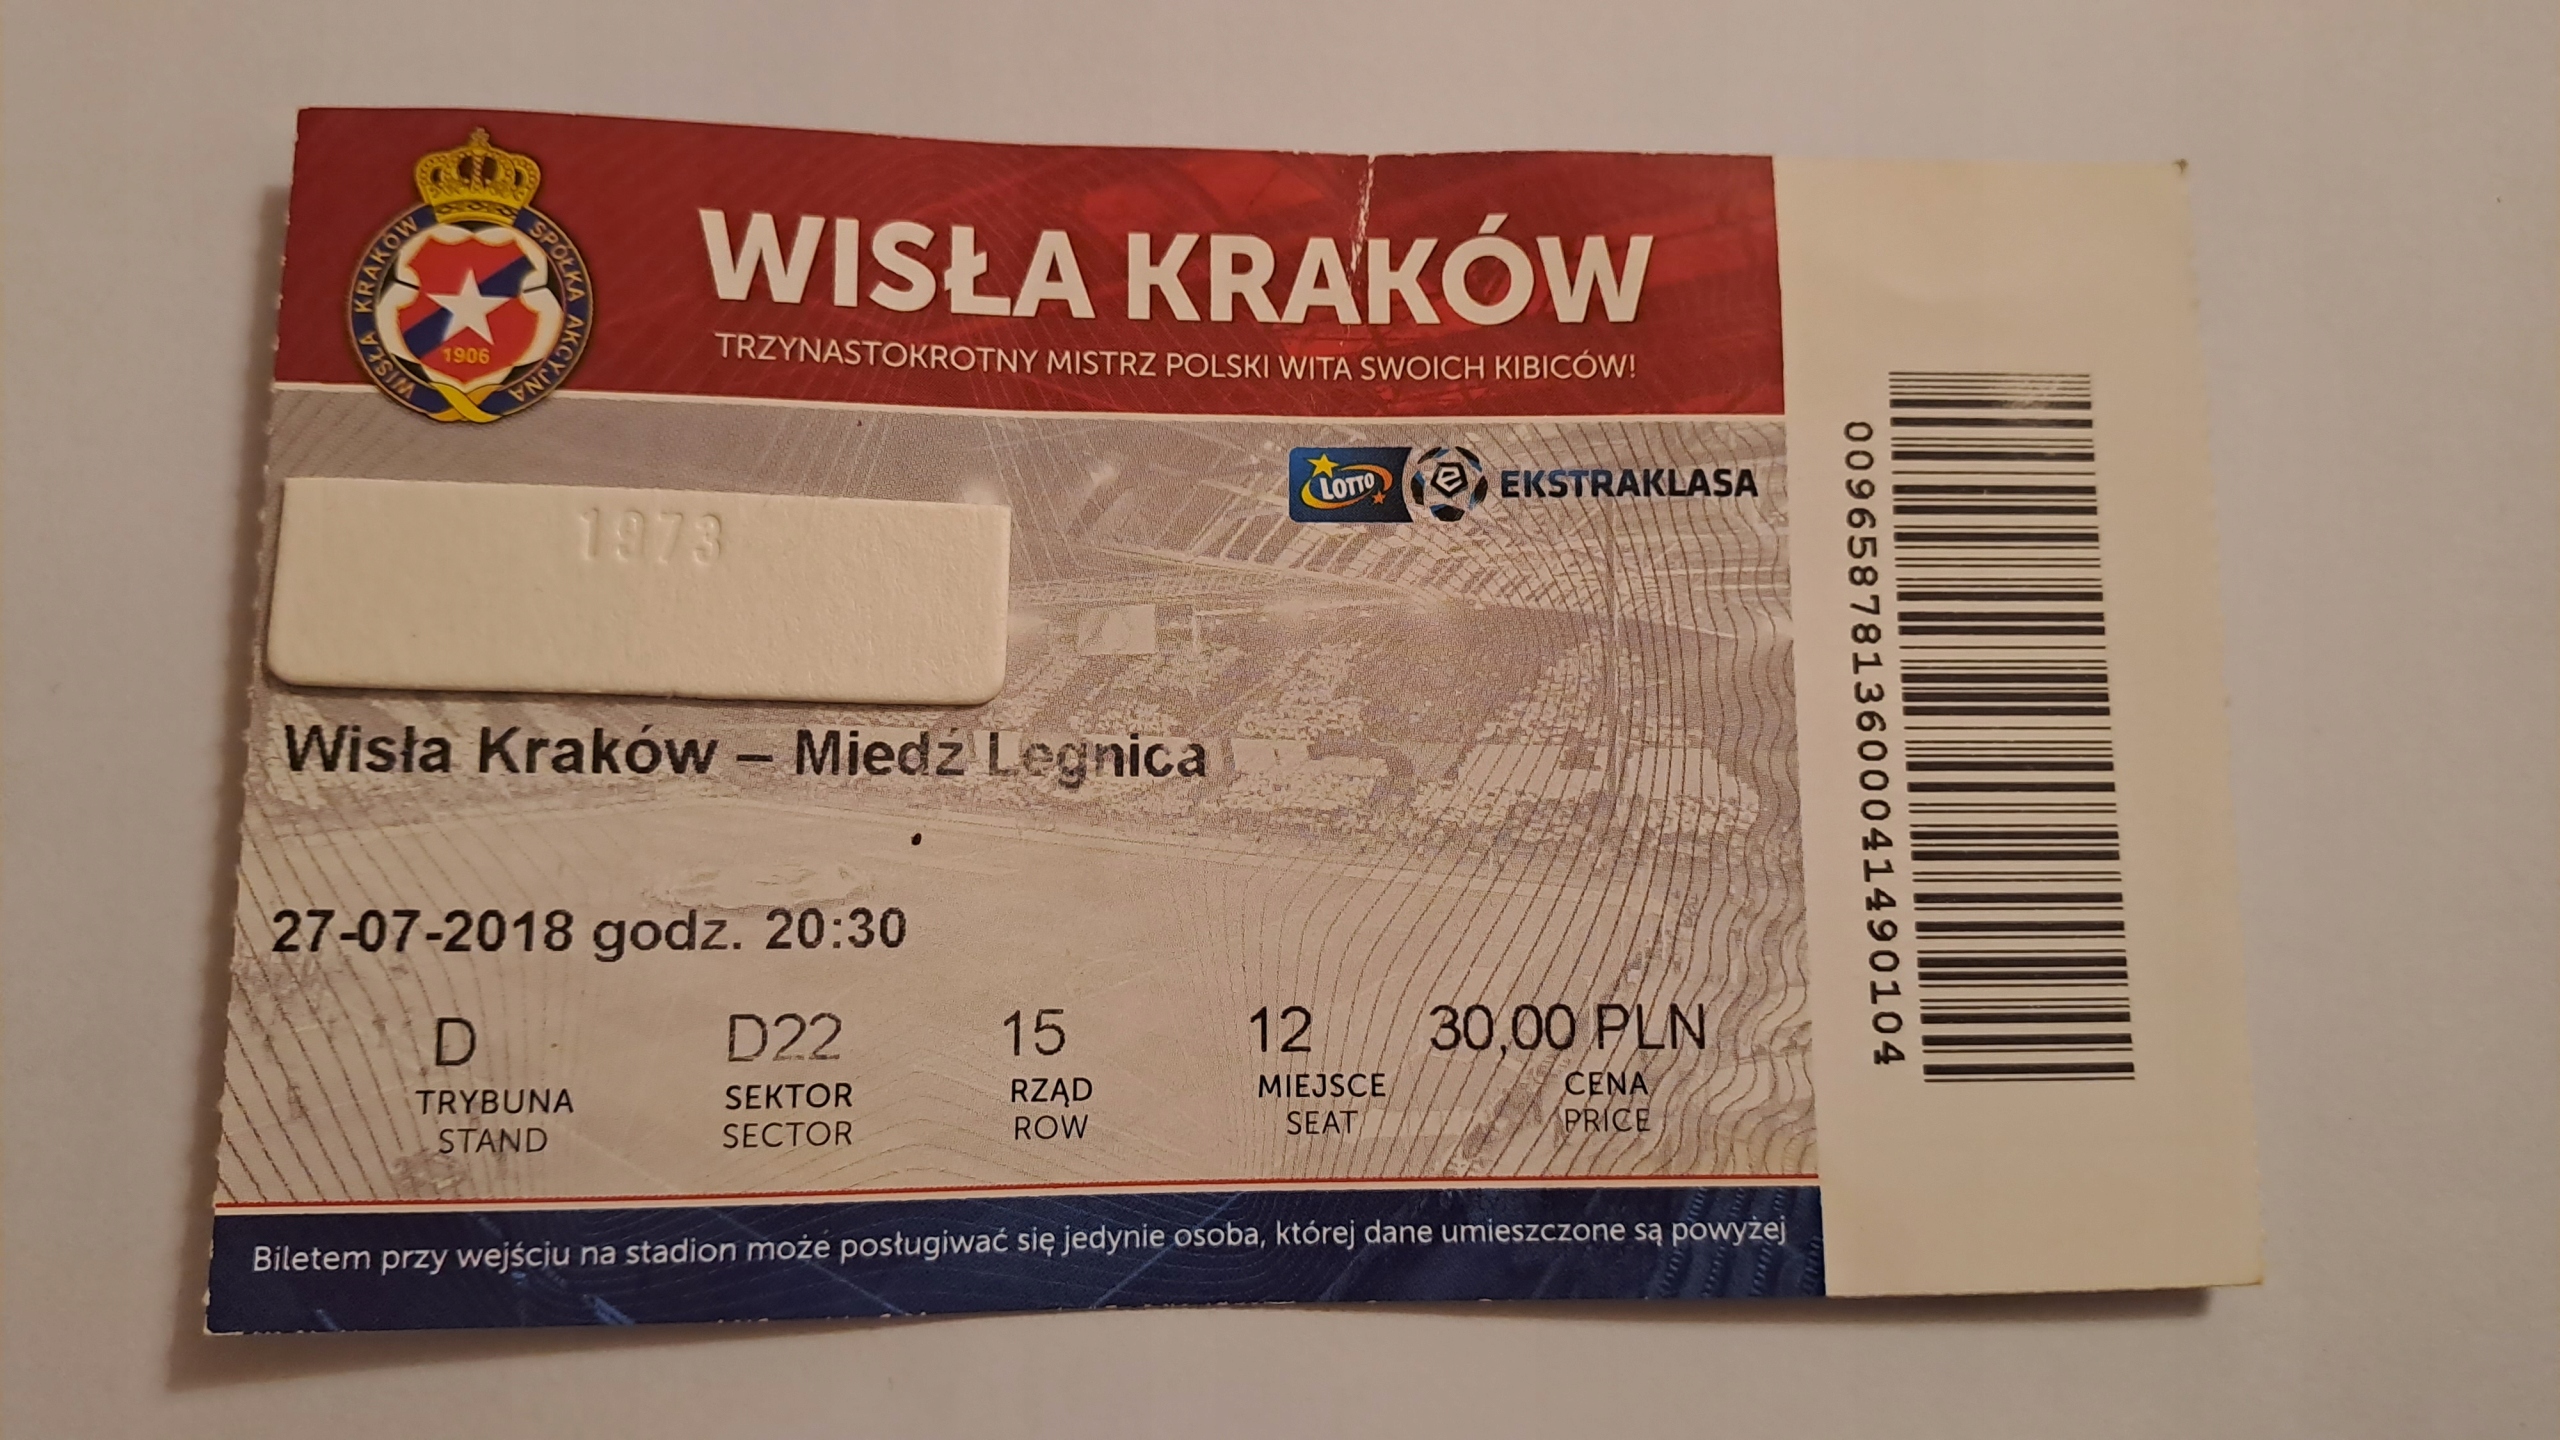 WISŁA KRAKÓW SPÓŁKA AKCYJNA
1906
WISŁA KRAKÓW
TRZYNASTOKROTNY MISTRZ POLSKI WITA SWOICH KIBICÓW!
LOTTO EKSTRAKLASA
1973
Wisła Kraków – Miedź Legnica
27-07-2018 godz. 20:30
D D22 15 12 30,00 PLN
TRYBUNA SEKTOR RZĄD MIEJSCE CENA
STAND SECTOR ROW SEAT PRICE
Biletem przy wejściu na stadion może posługiwać się jedynie osoba, której dane umieszczone są powyżej
0096587813600041490104